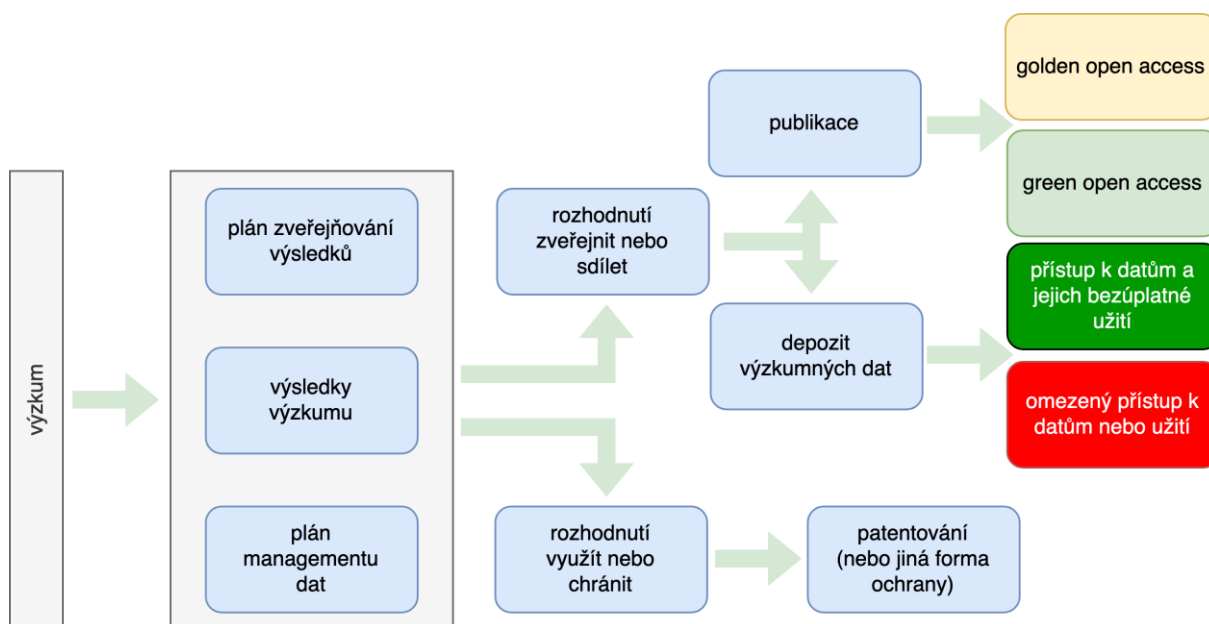 výzkum
plán zveřejňování
výsledků
výsledky
výzkumu
plán
managementu
dat
rozhodnutí
zveřejnit nebo
sdílet
rozhodnutí
využít nebo
chránit
publikace
depozit
výzkumných dat
patentování
(nebo jiná forma
ochrany)
golden open access
green open access
přístup k datům a
jejich bezúplatné
užití
omezený přístup k
datům nebo užití